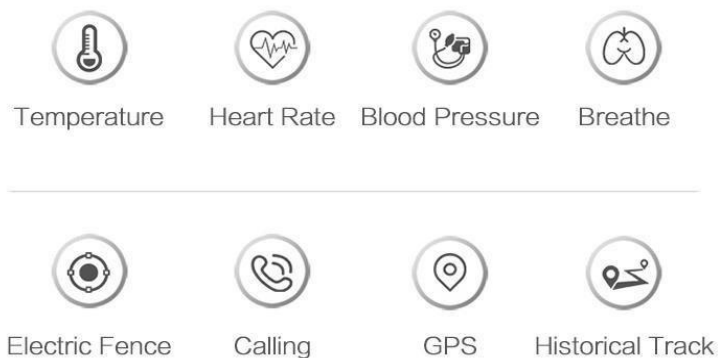 Temperature Heart Rate Blood Pressure Breathe
Electric Fence Calling GPS Historical Track